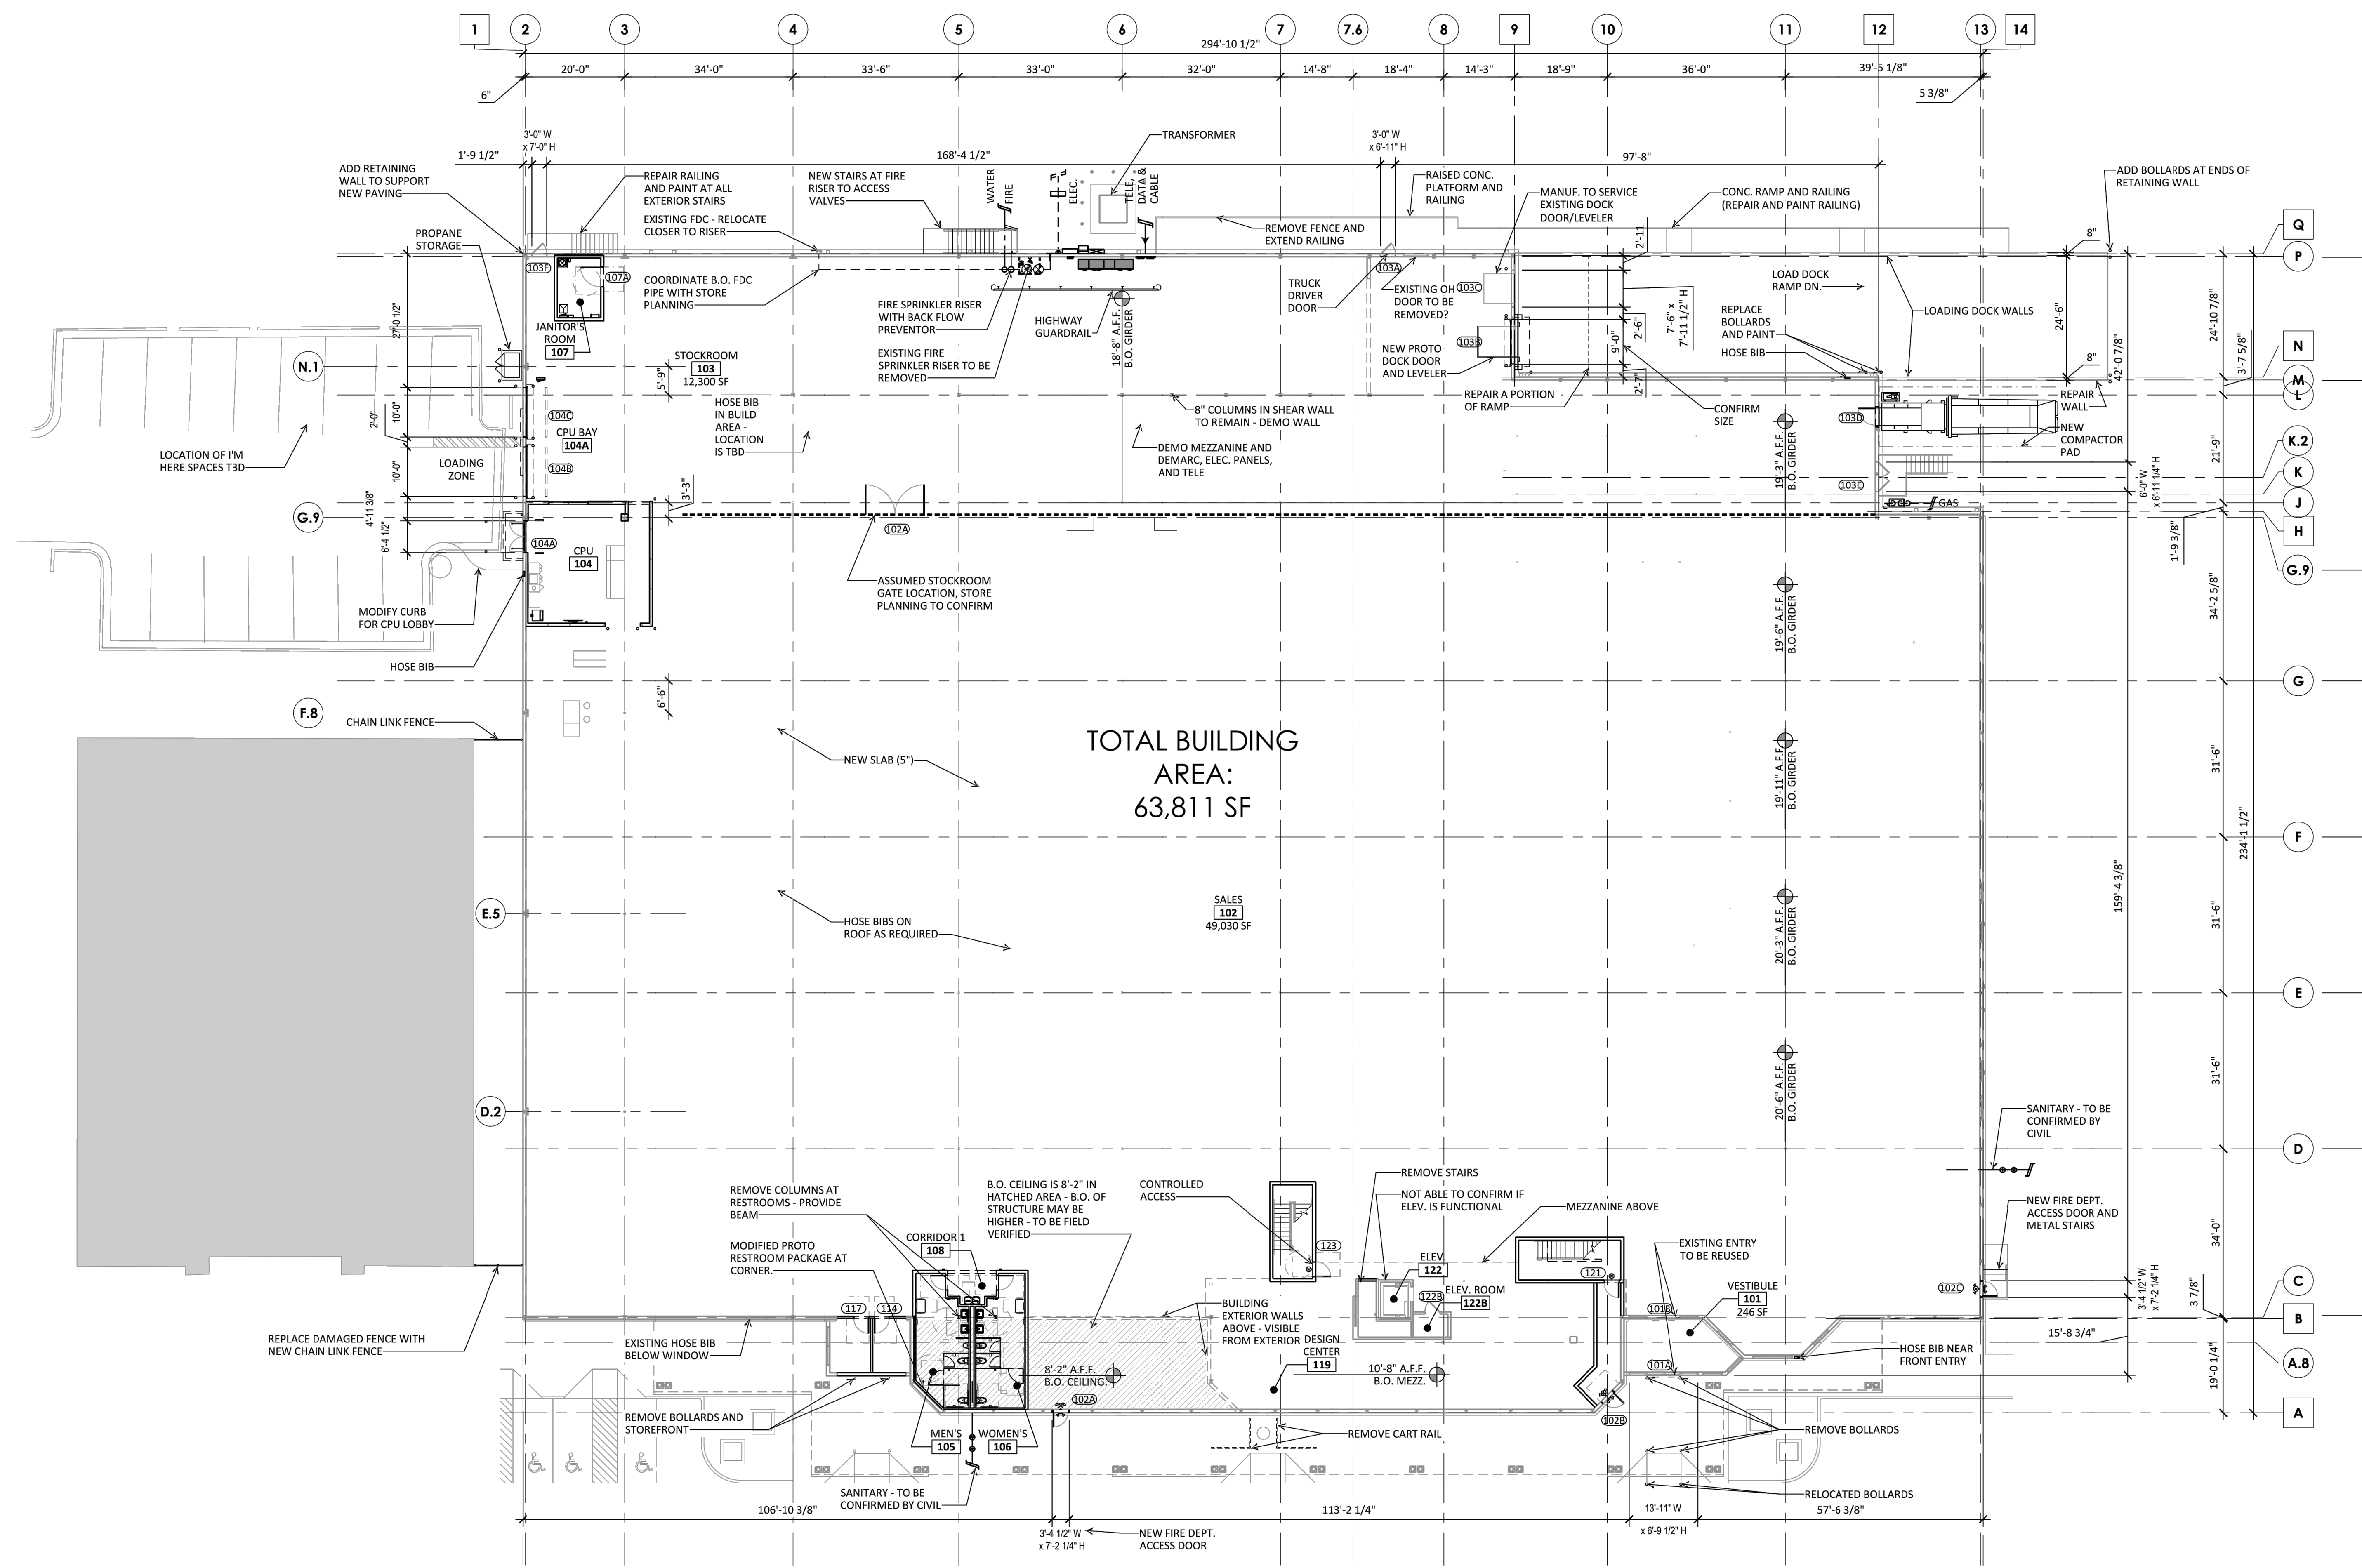 1
2
3
4
5
6
7
7.6
8
9
10
11
12
13
14
294'-10 1/2"
20'-0"
34'-0"
33'-6"
33'-0"
32'-0"
14'-8"
18'-4"
14'-3"
18'-9"
36'-0"
39'-5 1/8"
6"
5 3/8"
3'-0" W
x 7'-0" H
1'-9 1/2"
168'-4 1/2"
3'-0" W
x 6'-11" H
97'-8"
TRANSFORMER
ADD RETAINING
WALL TO SUPPORT
NEW PAVING
REPAIR RAILING
AND PAINT AT ALL
EXTERIOR STAIRS
NEW STAIRS AT FIRE
RISER TO ACCESS
VALVES
WATER
FIRE
ELEC.
TELE,
DATA &
CABLE
RAISED CONC.
PLATFORM AND
RAILING
MANUF. TO SERVICE
EXISTING DOCK
DOOR/LEVELER
CONC. RAMP AND RAILING
(REPAIR AND PAINT RAILING)
ADD BOLLARDS AT ENDS OF
RETAINING WALL
EXISTING FDC - RELOCATE
CLOSER TO RISER
REMOVE FENCE AND
EXTEND RAILING
PROPANE
STORAGE
2'-11
8"
Q
P
103F
107A
COORDINATE B.O. FDC
PIPE WITH STORE
PLANNING
103A
TRUCK
DRIVER
DOOR
EXISTING OH
DOOR TO BE
REMOVED?
103C
LOAD DOCK
RAMP DN.
FIRE SPRINKLER RISER
WITH BACK FLOW
PREVENTOR
HIGHWAY
GUARDRAIL
18'-8" A.F.F.
B.O. GIRDER
7'-6" x
7'-11 1/2" H
2'-6"
9'-0"
2'-7"
REPLACE
BOLLARDS
AND PAINT
HOSE BIB
LOADING DOCK WALLS
24'-6"
42'-0 7/8"
24'-10 7/8"
3'-7 5/8"
27'-0 1/2"
JANITOR'S
ROOM
107
STOCKROOM
103
12,300 SF
EXISTING FIRE
SPRINKLER RISER TO BE
REMOVED
103B
NEW PROTO
DOCK DOOR
AND LEVELER
N
8"
N.1
5'-9"
M
L
HOSE BIB
IN BUILD
AREA -
LOCATION
IS TBD
8" COLUMNS IN SHEAR WALL
TO REMAIN - DEMO WALL
REPAIR A PORTION
OF RAMP
CONFIRM
SIZE
REPAIR
WALL
104C
10'-0"
2'-0"
CPU BAY
104A
104B
10'-0"
103D
19'-3" A.F.F.
B.O. GIRDER
NEW
COMPACTOR
PAD
LOCATION OF I'M
HERE SPACES TBD
LOADING
ZONE
DEMO MEZZANINE AND
DEMARC, ELEC. PANELS,
AND TELE
K.2
21'-9"
K
6'-0" W
x 6'-11 1/4" H
3'-3"
103E
J
GAS
G.9
4'-11 3/8"
6'-4 1/2"
104A
102A
CPU
104
H
1'-9 3/8"
G.9
ASSUMED STOCKROOM
GATE LOCATION, STORE
PLANNING TO CONFIRM
MODIFY CURB
FOR CPU LOBBY
HOSE BIB
19'-6" A.F.F.
B.O. GIRDER
34'-2 5/8"
6'-6"
G
F.8
CHAIN LINK FENCE
NEW SLAB (5")
TOTAL BUILDING
AREA:
63,811 SF
19'-11" A.F.F.
B.O. GIRDER
31'-6"
F
234'-1 1/2"
159'-4 3/8"
E.5
HOSE BIBS ON
ROOF AS REQUIRED
SALES
102
49,030 SF
20'-3" A.F.F.
B.O. GIRDER
31'-6"
E
20'-6" A.F.F.
B.O. GIRDER
31'-6"
D.2
SANITARY - TO BE
CONFIRMED BY
CIVIL
D
REMOVE COLUMNS AT
RESTROOMS - PROVIDE
BEAM
B.O. CEILING IS 8'-2" IN
HATCHED AREA - B.O. OF
STRUCTURE MAY BE
HIGHER - TO BE FIELD
VERIFIED
CONTROLLED
ACCESS
REMOVE STAIRS
NOT ABLE TO CONFIRM IF
ELEV. IS FUNCTIONAL
MEZZANINE ABOVE
NEW FIRE DEPT.
ACCESS DOOR AND
METAL STAIRS
34'-0"
MODIFIED PROTO
RESTROOM PACKAGE AT
CORNER.
CORRIDOR 1
108
123
ELEV.
122
121
EXISTING ENTRY
TO BE REUSED
VESTIBULE
101
246 SF
102C
C
3'-4 1/2" W
x 7'-2 1/4" H
3 7/8"
122B
ELEV. ROOM
122B
117
114
BUILDING
EXTERIOR WALLS
ABOVE - VISIBLE
FROM EXTERIOR
101B
B
REPLACE DAMAGED FENCE WITH
NEW CHAIN LINK FENCE
EXISTING HOSE BIB
BELOW WINDOW
DESIGN
CENTER
119
15'-8 3/4"
HOSE BIB NEAR
FRONT ENTRY
A.8
19'-0 1/4"
8'-2" A.F.F.
B.O. CEILING.
10'-8" A.F.F.
B.O. MEZZ.
101A
102A
102B
A
REMOVE BOLLARDS AND
STOREFRONT
MEN'S
105
WOMEN'S
106
REMOVE CART RAIL
REMOVE BOLLARDS
SANITARY - TO BE
CONFIRMED BY CIVIL
RELOCATED BOLLARDS
106'-10 3/8"
113'-2 1/4"
13'-11" W
x 6'-9 1/2" H
57'-6 3/8"
3'-4 1/2" W
x 7'-2 1/4" H
NEW FIRE DEPT.
ACCESS DOOR